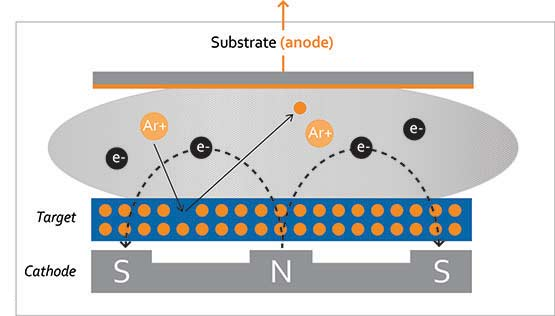 Substrate (anode)
Ar+
Ar+
e-
e-
e-
e-
Target
Cathode
S
N
S